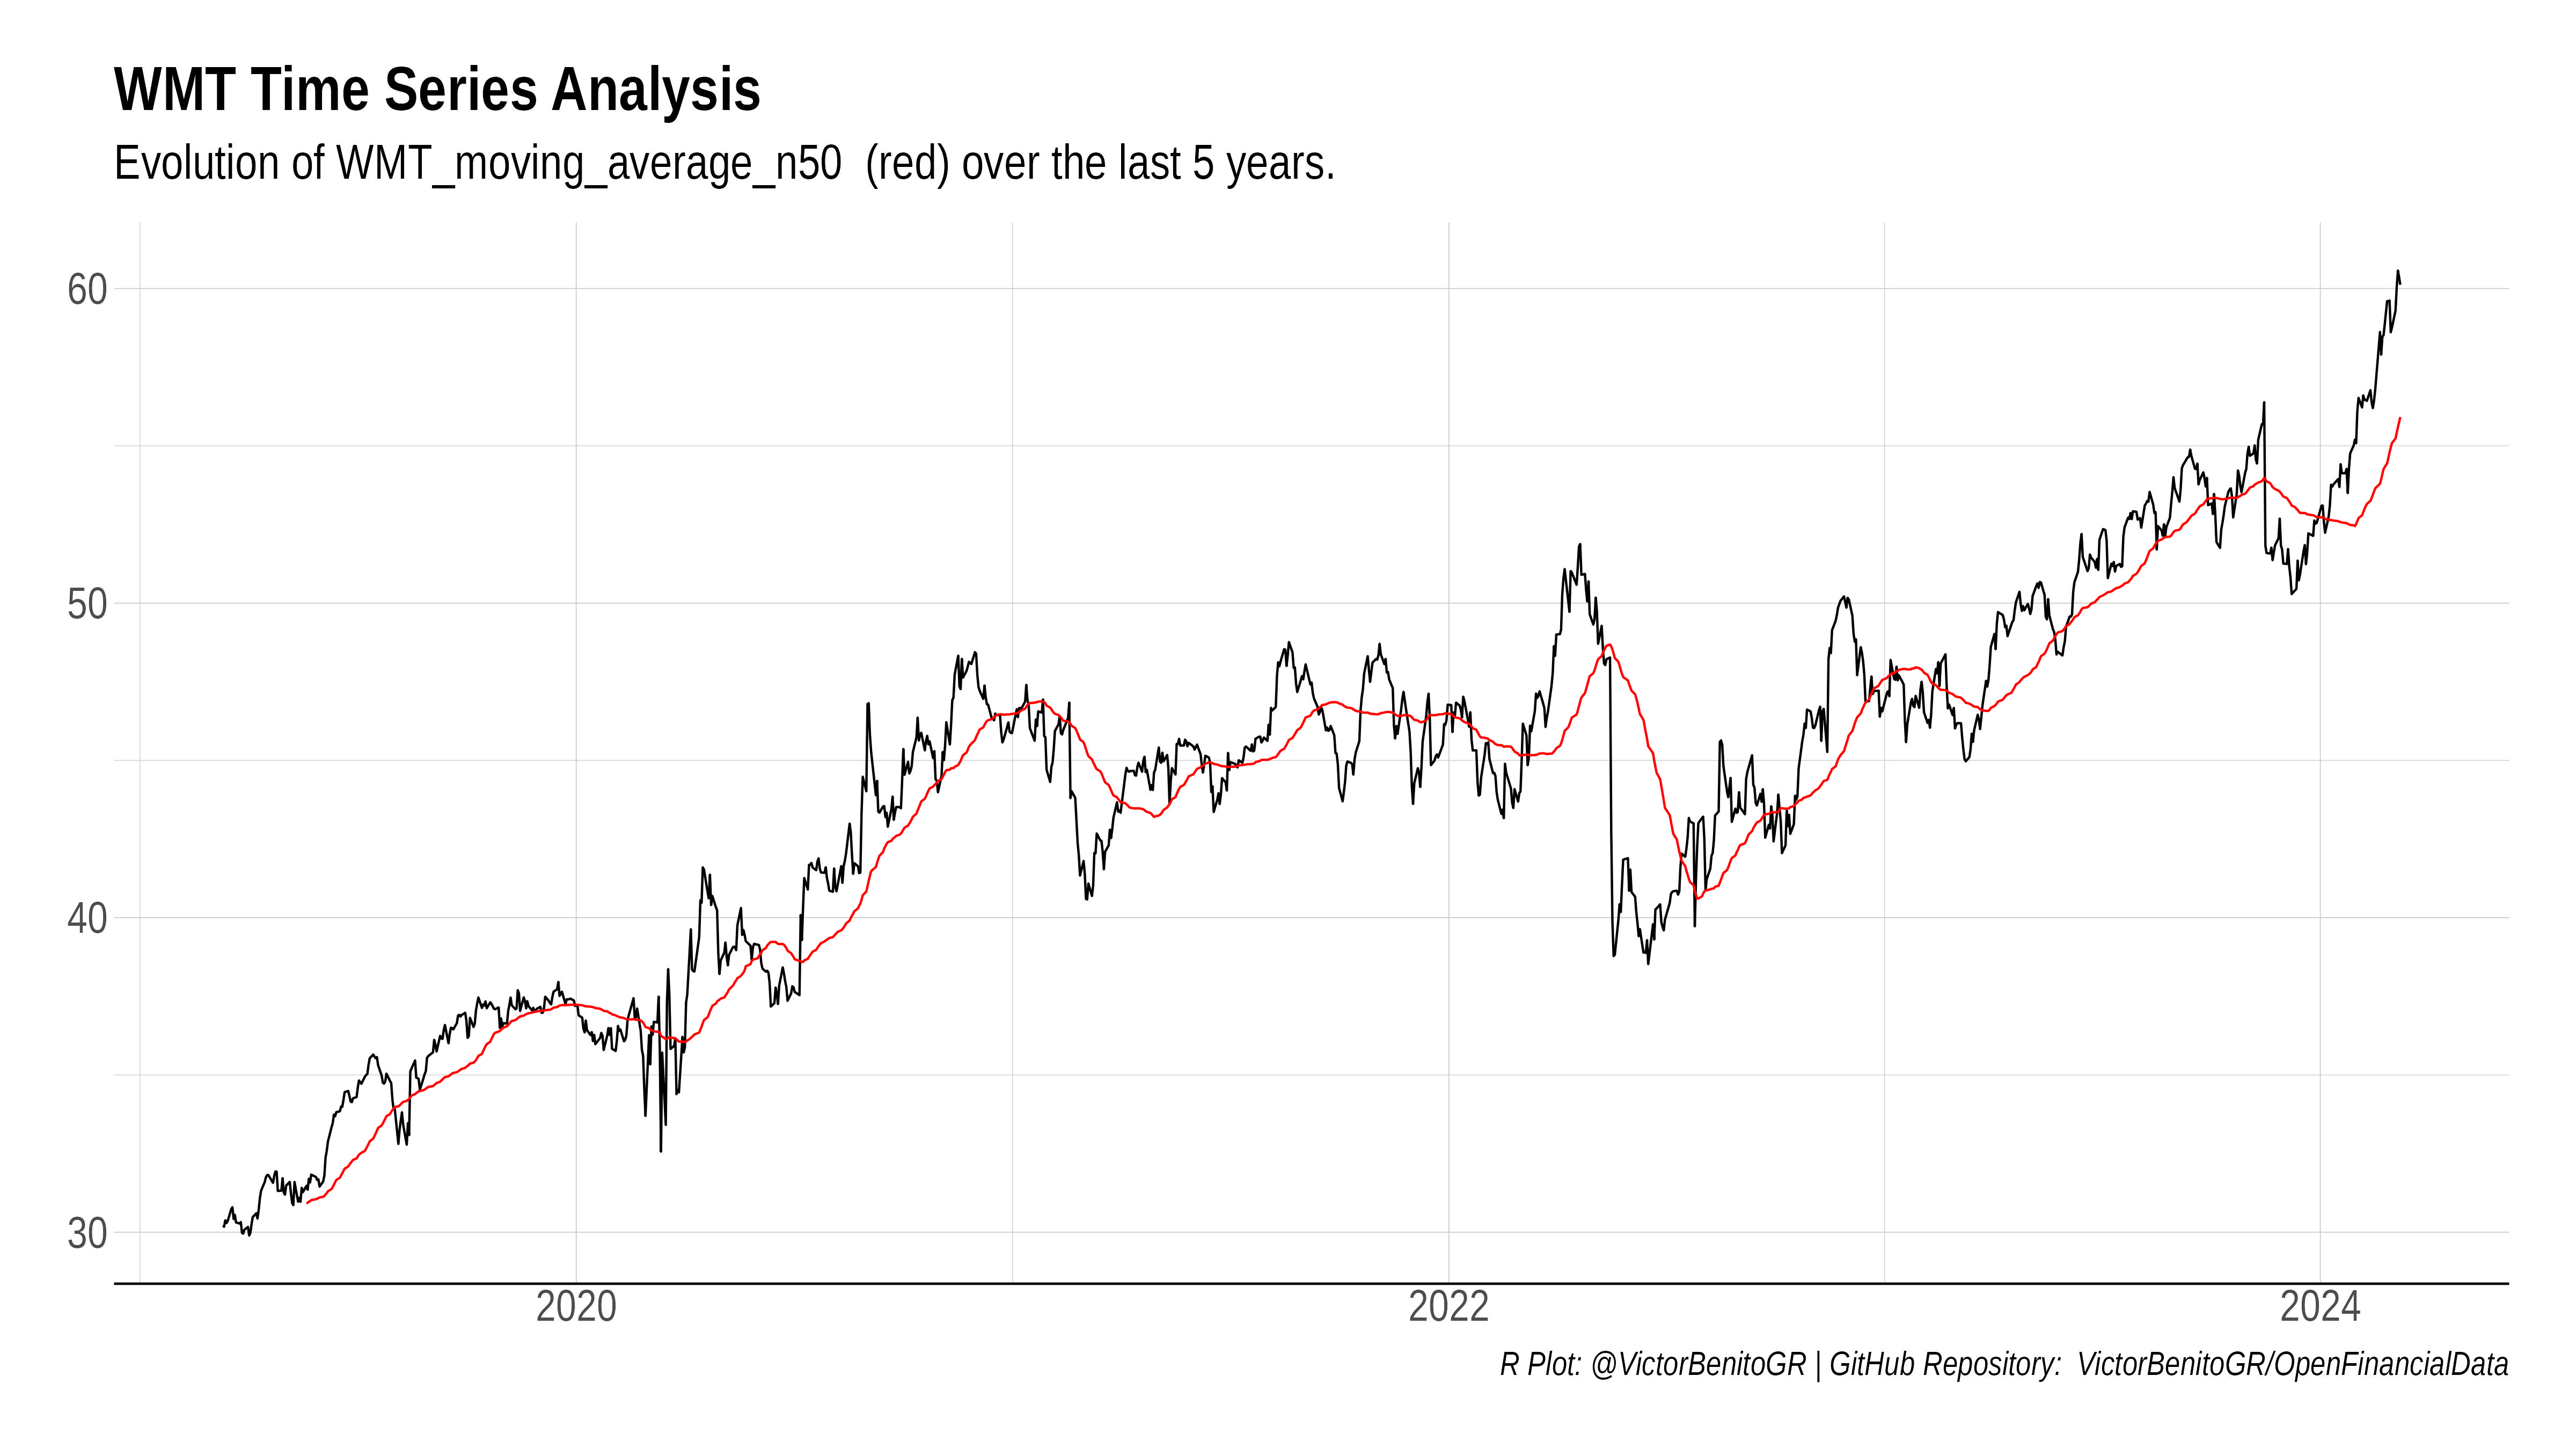 WMT Time Series Analysis
Evolution of WMT_moving_average_n50  (red) over the last 5 years.
60
50
40
30
2020
2022
2024
R Plot: @VictorBenitoGR | GitHub Repository:  VictorBenitoGR/OpenFinancialData